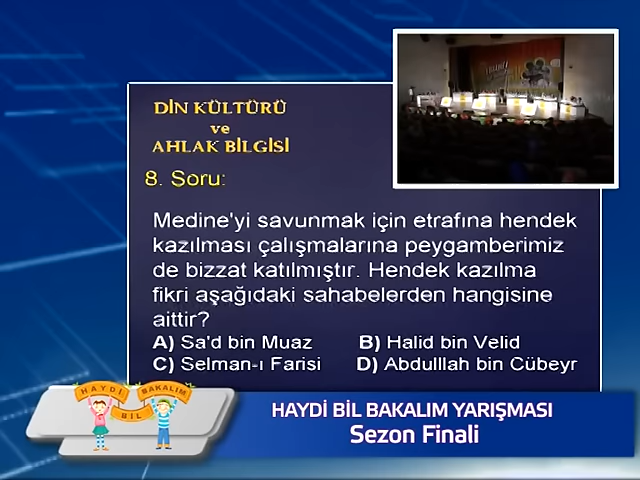 DİN KÜLTÜRÜ
ve
AHLAK BİLGİSİ
8. Soru:
Medine'yi savunmak için etrafına hendek
kazılması çalışmalarına peygamberimiz
de bizzat katılmıştır. Hendek kazılma
fikri aşağıdaki sahabelerden hangisine
aittir?
A) Sa'd bin Muaz B) Halid bin Velid
C) Selman-ı Farisi D) Abdulllah bin Cübeyr
HAYDİ BAKALIM
BİL
HAYDİ BİL BAKALIM YARIŞMASI
Sezon Finali